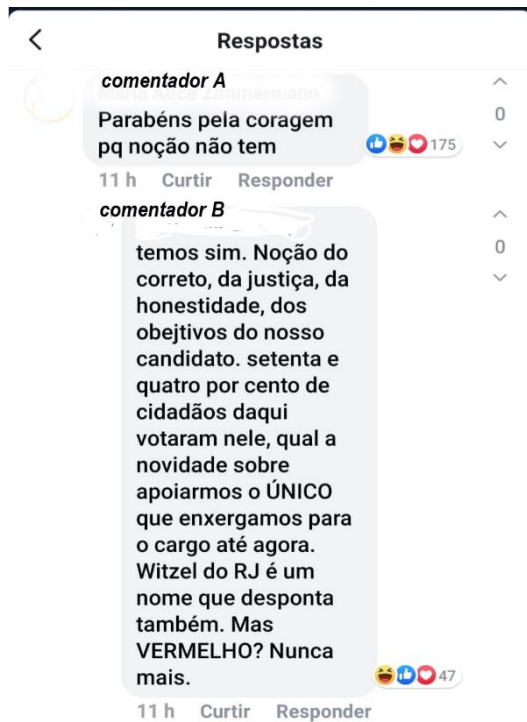 Respostas
comentador A
Parabéns pela coragem
pq noção não tem
175
0
11 h Curtir Responder
comentador B
0
temos sim. Noção do
correto, da justiça, da
honestidade, dos
obejtivos do nosso
candidato. setenta e
quatro por cento de
cidadãos daqui
votaram nele, qual a
novidade sobre
apoiarmos o ÚNICO
que enxergamos para
o cargo até agora.
Witzel do RJ é um
nome que desponta
também. Mas
VERMELHO? Nunca
mais.
47
11 h Curtir Responder